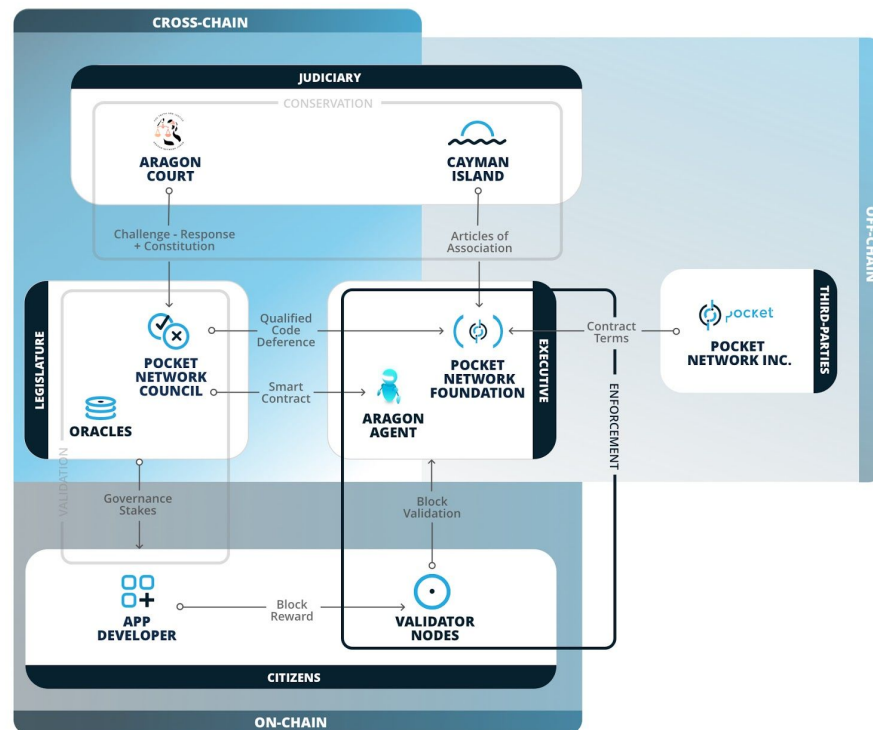 CROSS-CHAIN
JUDICIARY
CONSERVATION
ARAGON
COURT
CAYMAN
ISLAND
Challenge - Response
+ Constitution
Articles of
Association
OFF-CHAIN
LEGISLATURE
POCKET
NETWORK
COUNCIL
ORACLES
Qualified
Code
Deference
Smart
Contract
POCKET
NETWORK
FOUNDATION
ARAGON
AGENT
EXECUTIVE
ENFORCEMENT
Contract
Terms
pocket
POCKET
NETWORK INC.
THIRD-PARTIES
VALIDATION
Governance
Stakes
Block
Validation
APP
DEVELOPER
Block
Reward
VALIDATOR
NODES
CITIZENS
ON-CHAIN